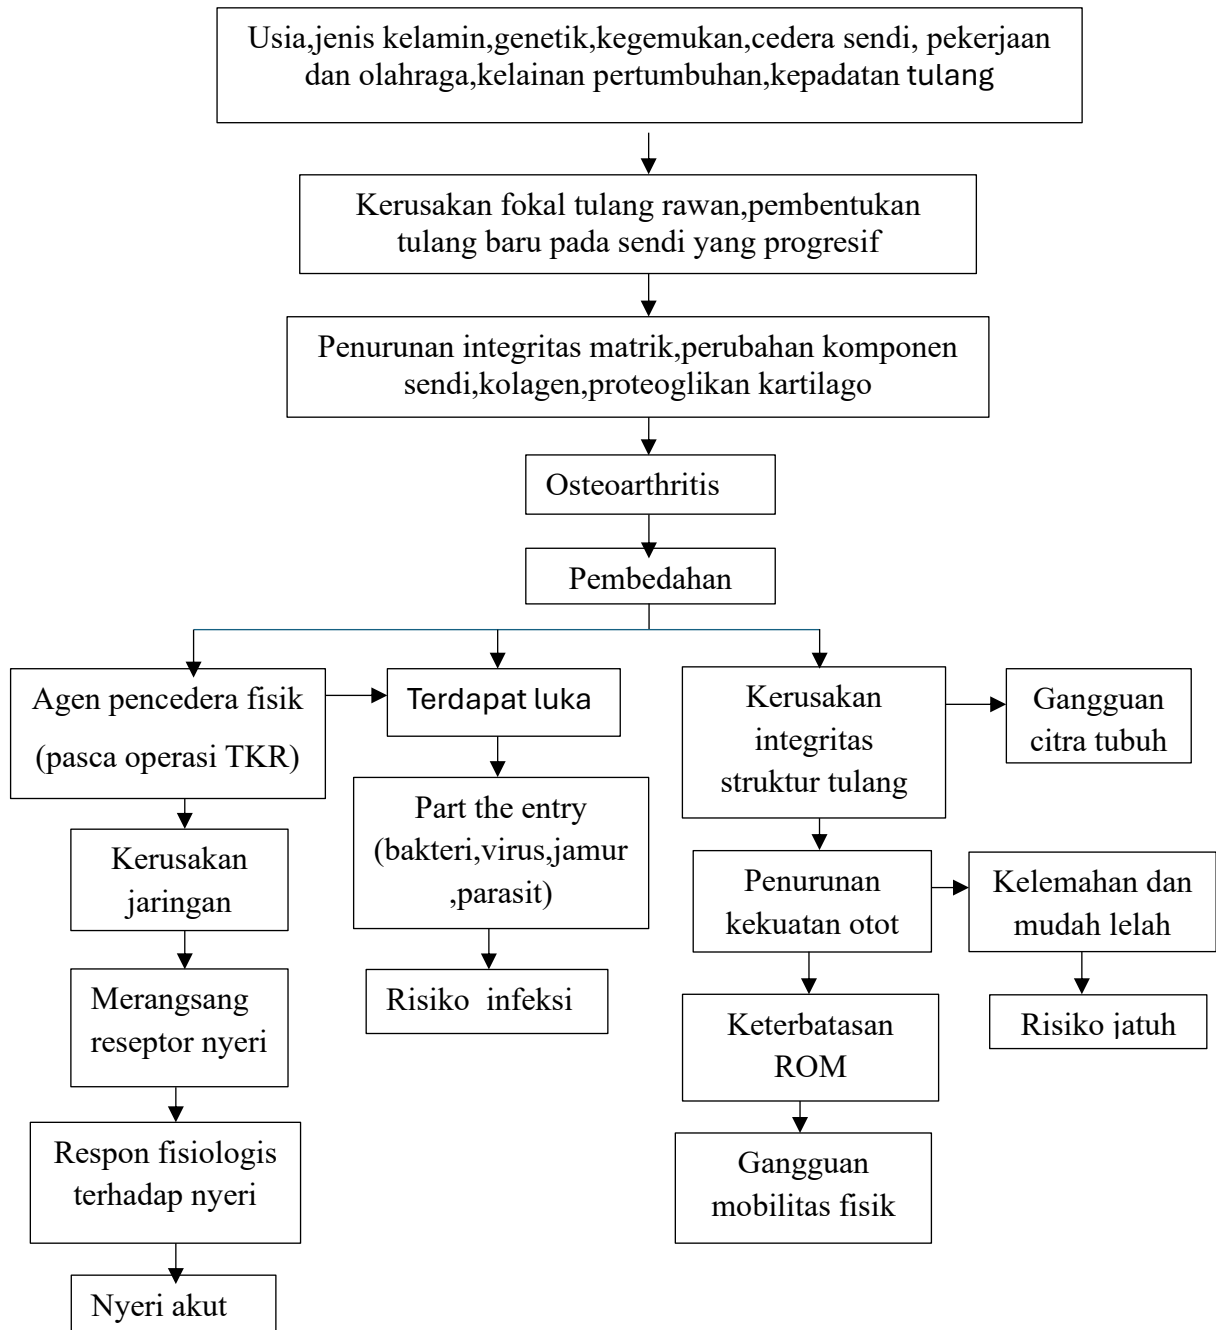 Usia,jenis kelamin,genetik,kegemukan,cedera sendi, pekerjaan
dan olahraga,kelainan pertumbuhan,kepadatan tulang
Kerusakan fokal tulang rawan,pembentukan
tulang baru pada sendi yang progresif
Penurunan integritas matrik,perubahan komponen
sendi,kolagen,proteoglikan kartilago
Osteoarthritis
Pembedahan
Agen pencedera fisik
(pasca operasi TKR)
Kerusakan
jaringan
Merangsang
reseptor nyeri
Respon fisiologis
terhadap nyeri
Nyeri akut
Terdapat luka
Part the entry
(bakteri,virus,jamur
,parasit)
Risiko infeksi
Kerusakan
integritas
struktur tulang
Penurunan
kekuatan otot
Keterbatasan
ROM
Gangguan
mobilitas fisik
Gangguan
citra tubuh
Kelemahan dan
mudah lelah
Risiko jatuh